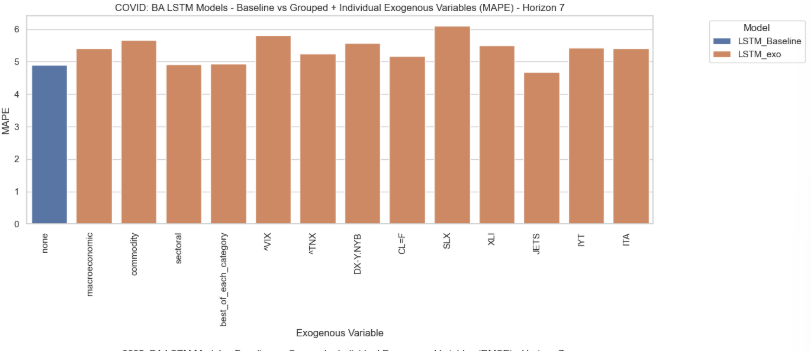 COVID: BA LSTM Models - Baseline vs Grouped + Individual Exogenous Variables (MAPE) - Horizon 7
Model
LSTM_Baseline
LSTM_exo
MAPE
6
5
4
3
2
1
0
none
macroeconomic
commodity
sectoral
best_of_each_category
^VIX
^TNX
DX-Y.NYB
CL=F
SLX
XLI
JETS
IYT
ITA
Exogenous Variable